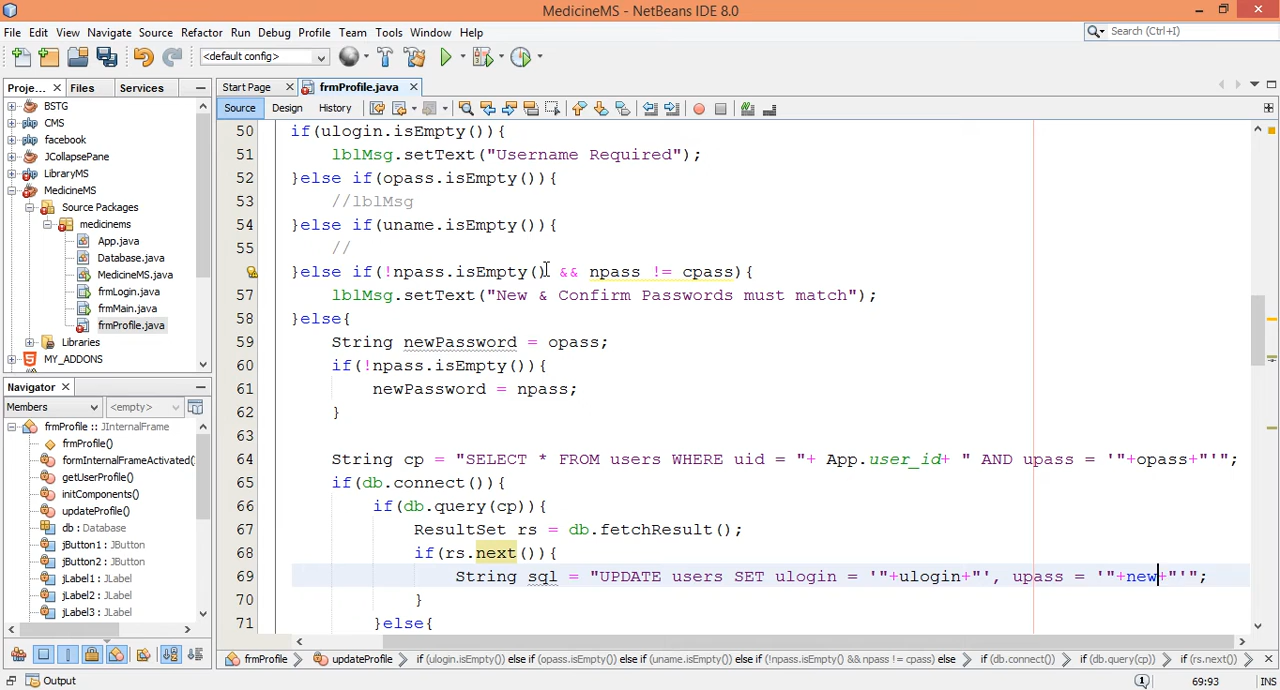 MedicineMS - NetBeans IDE 8.0
File Edit View Navigate Source Refactor Run Debug Profile Team Tools Window Help
Search (Ctrl+I)
<default config>
Proje... Files Services
Start Page frmProfile.java
Source Design History
BSTG
CMS
facebook
JCollapsePane
LibraryMS
MedicineMS
Source Packages
medicinems
App.java
Database.java
MedicineMS.java
frmLogin.java
frmMain.java
frmProfile.java
Libraries
MY_ADDONS
Navigator
Members <empty>
frmProfile :: JInternalFrame
frmProfile()
formInternalFrameActivated(
getUserProfile()
initComponents()
updateProfile()
db : Database
jButton1 : JButton
jButton2 : JButton
jLabel1 : JLabel
jLabel2 : JLabel
jLabel3 : JLabel
50 if(ulogin.isEmpty()){
51 lblMsg.setText("Username Required");
52 }else if(opass.isEmpty()){
53 //lblMsg
54 }else if(uname.isEmpty()){
55 //
}else if(!npass.isEmpty() && npass != cpass){
57 lblMsg.setText("New & Confirm Passwords must match");
58 }else{
59 String newPassword = opass;
60 if(!npass.isEmpty()){
61 newPassword = npass;
62 }
63
64 String cp = "SELECT * FROM users WHERE uid = "+ App.user_id+ " AND upass = '"+opass+"'";
65 if(db.connect()){
66 if(db.query(cp)){
67 ResultSet rs = db.fetchResult();
68 if(rs.next()){
69 String sql = "UPDATE users SET ulogin = '"+ulogin+"', upass = '"+new+"'";
70 }
71 }else{
frmProfile updateProfile if (ulogin.isEmpty()) else if (opass.isEmpty()) else if (uname.isEmpty()) else if (!npass.isEmpty() && npass != cpass) else if (db.connect()) if (db.query(cp)) if (rs.next())
Output 1 69:93 INS